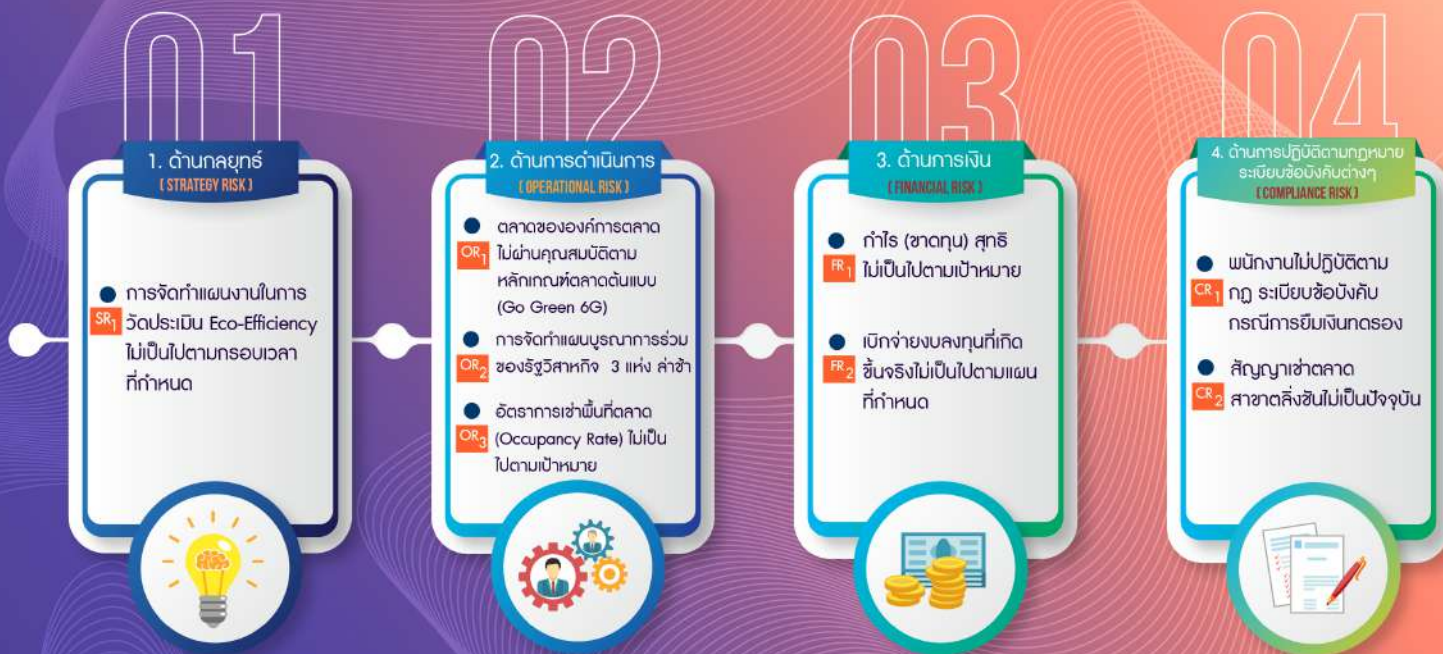 01
1. ด้านกลยุทธ์
(STRATEGY RISK)
การจัดทำแผนงานในการ
SR1 วัดประเมิน Eco-Efficiency
ไม่เป็นไปตามกรอบเวลา
ที่กำหนด
02
2. ด้านการดำเนินการ
(OPERATIONAL RISK)
ตลาดขององค์การตลาด
OR1 ไม่ผ่านคุณสมบัติตาม
หลักเกณฑ์ตลาดต้นแบบ
(Go Green 6G)
การจัดทำแผนบูรณาการร่วม
OR2 ของรัฐวิสาหกิจ 3 แห่ง ล่าช้า
อัตราการเช่าพื้นที่ตลาด
OR3 (Occupancy Rate) ไม่เป็น
ไปตามเป้าหมาย
03
3. ด้านการเงิน
(FINANCIAL RISK)
กำไร (ขาดทุน) สุทธิ
FR1 ไม่เป็นไปตามเป้าหมาย
เบิกจ่ายงบลงทุนที่เกิด
FR2 ขึ้นจริงไม่เป็นไปตามแผน
ที่กำหนด
04
4. ด้านการปฏิบัติตามกฎหมาย
ระเบียบข้อบังคับต่างๆ
(COMPLIANCE RISK)
พนักงานไม่ปฏิบัติตาม
CR1 กฎ ระเบียบข้อบังคับ
กรณีการยืมเงินทดรอง
สัญญาเช่าตลาด
CR2 สาขาตลิ่งชันไม่เป็นปัจจุบัน